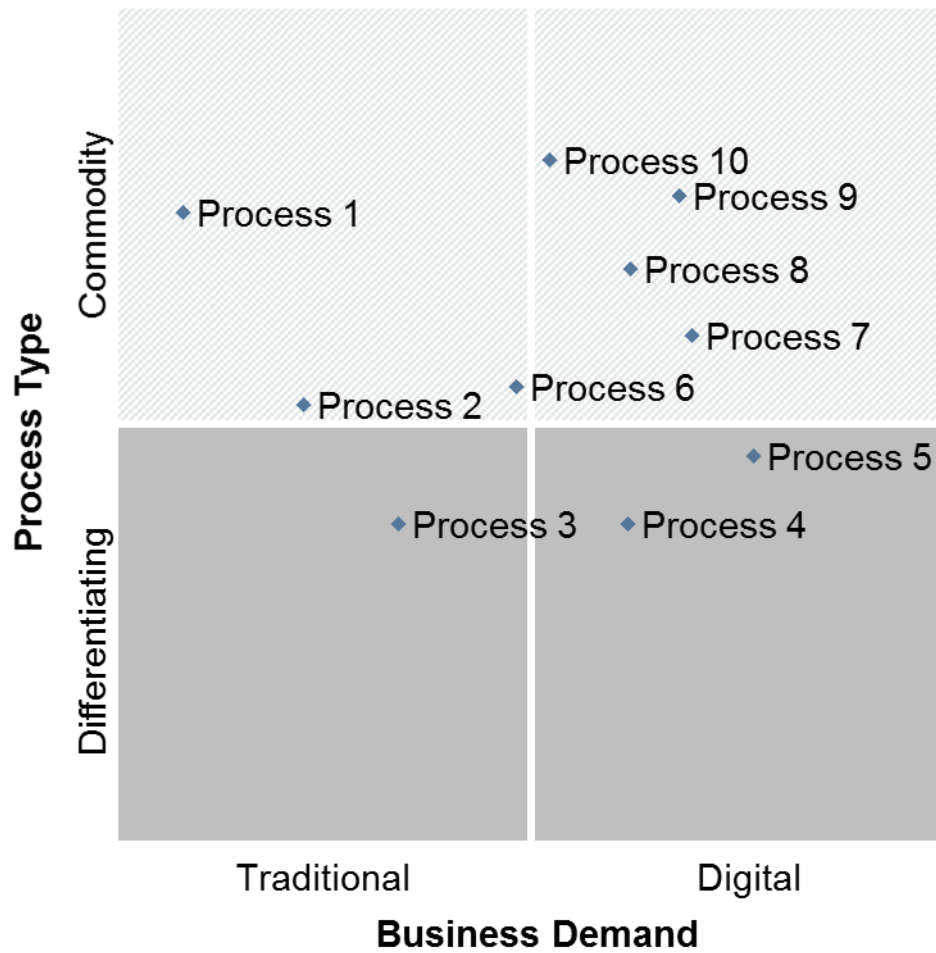 Process Type
Commodity
Differentiating
Process 10
Process 9
Process 1
Process 8
Process 7
Process 6
Process 2
Process 5
Process 3
Process 4
Traditional
Digital
Business Demand